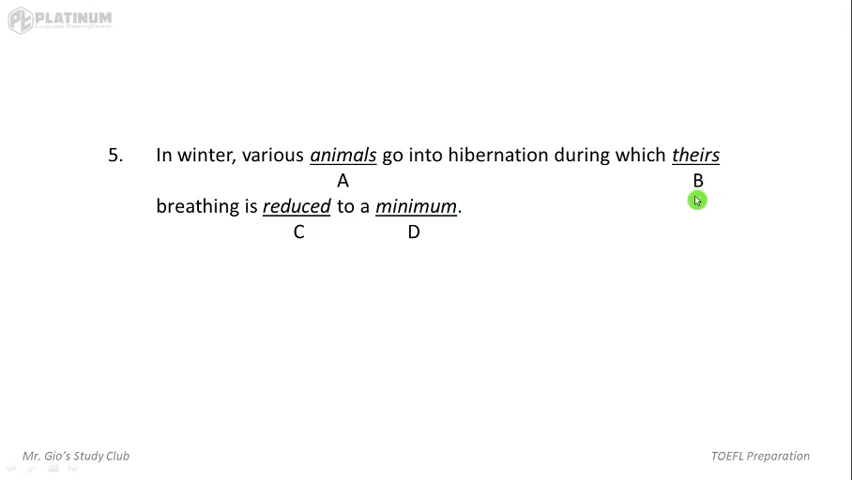 PLATINUM
5. In winter, various animals go into hibernation during which theirs
A B
breathing is reduced to a minimum.
C D
Mr. Gio's Study Club TOEFL Preparation